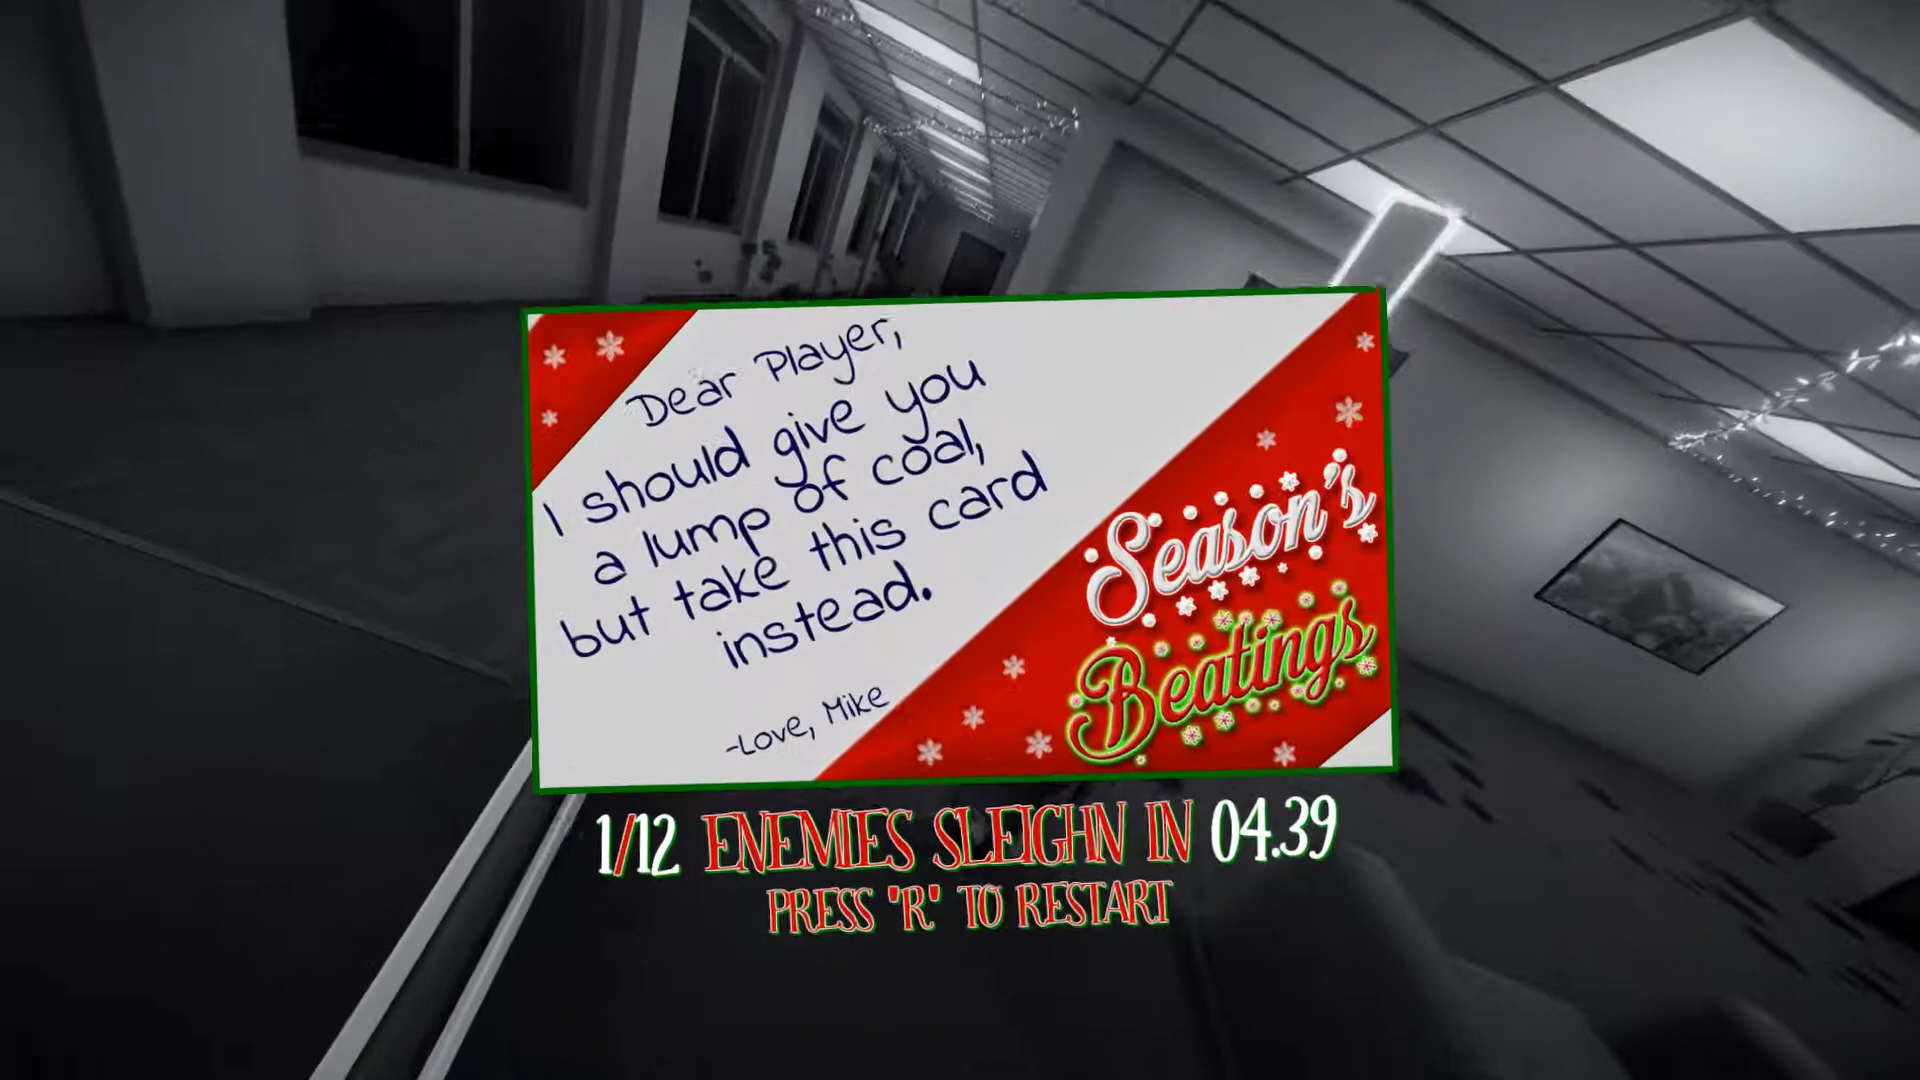 Dear Player,
I should give you
a lump of coal,
but take this card
instead.
-Love, Mike
Season's
Beatings
1/12 ENEMIES SLEIGHN IN 04.39
PRESS 'R' TO RESTART